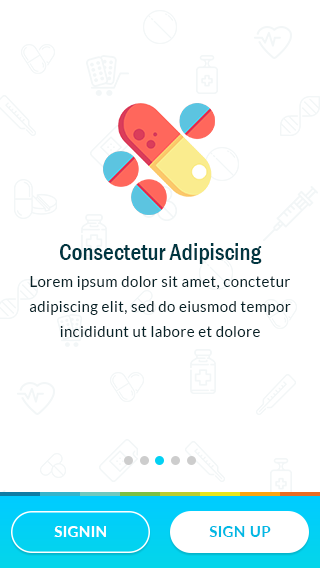 Consectetur Adipiscing
Lorem ipsum dolor sit amet, conctetur
adipiscing elit, sed do eiusmod tempor
incididunt ut labore et dolore
SIGNIN
SIGN UP